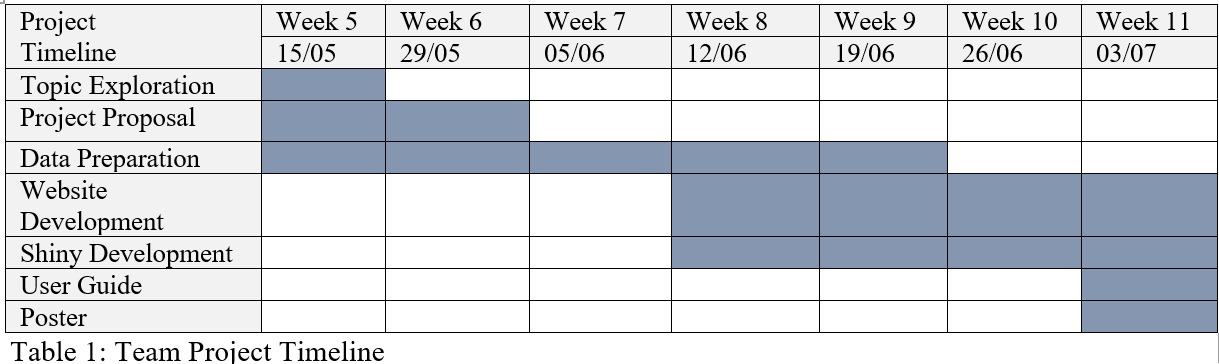 Project Timeline Week 5 Week 6 Week 7 Week 8 Week 9 Week 10 Week 11
15/05 29/05 05/06 12/06 19/06 26/06 03/07
Topic Exploration
Project Proposal
Data Preparation
Website
Development
Shiny Development
User Guide
Poster
Table 1: Team Project Timeline